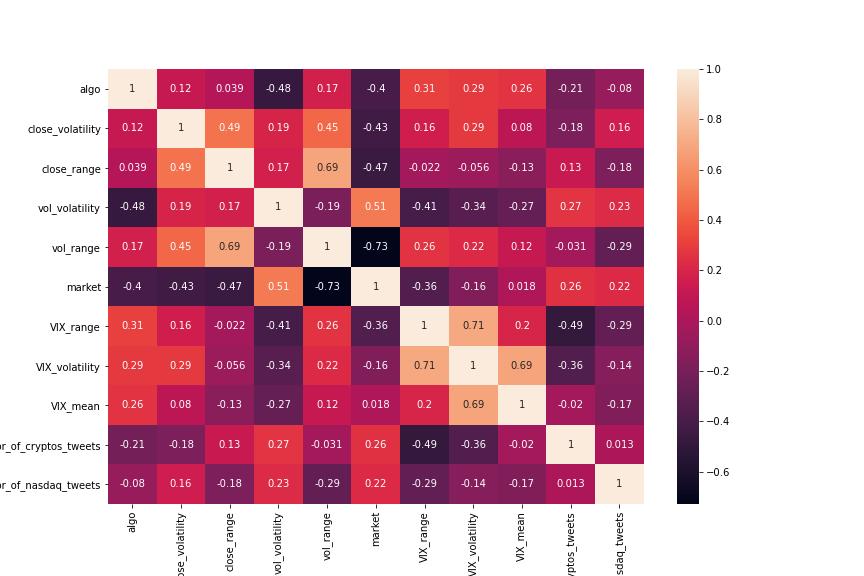 algo 1 0.12 0.039 -0.48 0.17 -0.4 0.31 0.29 0.26 -0.21 -0.08
close_volatility 0.12 1 0.49 0.19 0.45 -0.43 0.16 0.29 0.08 -0.18 0.16
close_range 0.039 0.49 1 0.17 0.69 -0.47 -0.022 -0.056 -0.13 0.13 -0.18
vol_volatility -0.48 0.19 0.17 1 -0.19 0.51 -0.41 -0.34 -0.27 0.27 0.23
vol_range 0.17 0.45 0.69 -0.19 1 -0.73 0.26 0.22 0.12 -0.031 -0.29
market -0.4 -0.43 -0.47 0.51 -0.73 1 -0.36 -0.16 0.018 0.26 0.22
VIX_range 0.31 0.16 -0.022 -0.41 0.26 -0.36 1 0.71 0.2 -0.49 -0.29
VIX_volatility 0.29 0.29 -0.056 -0.34 0.22 -0.16 0.71 1 0.69 -0.36 -0.14
VIX_mean 0.26 0.08 -0.13 -0.27 0.12 0.018 0.2 0.69 1 -0.02 -0.17
or_of_cryptos_tweets -0.21 -0.18 0.13 0.27 -0.031 0.26 -0.49 -0.36 -0.02 1 0.013
or_of_nasdaq_tweets -0.08 0.16 -0.18 0.23 -0.29 0.22 -0.29 -0.14 -0.17 0.013 1
algo
ose_volatility
close_range
vol_volatility
vol_range
market
VIX_range
VIX_volatility
VIX_mean
yptos_tweets
sdaq_tweets
1.0
0.8
0.6
0.4
0.2
0.0
−0.2
−0.4
−0.6